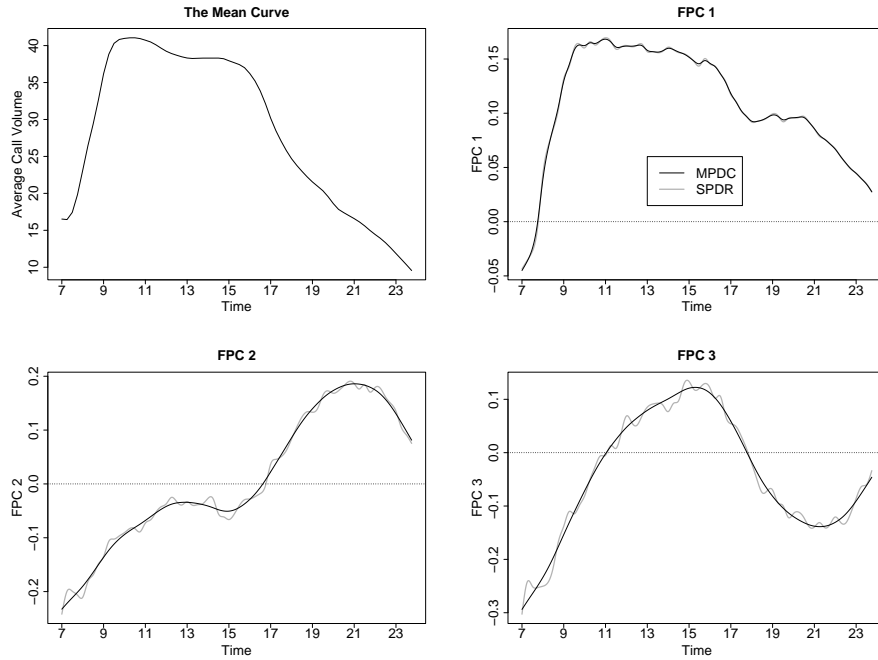 The Mean Curve
Average Call Volume
40
35
30
25
20
15
10
7 9 11 13 15 17 19 21 23
Time
FPC 1
FPC 1
0.15
0.10
0.05
0.00
−0.05
MPDC
SPDR
7 9 11 13 15 17 19 21 23
Time
FPC 2
FPC 2
0.2
0.1
0.0
−0.1
−0.2
7 9 11 13 15 17 19 21 23
Time
FPC 3
FPC 3
0.1
0.0
−0.1
−0.2
−0.3
7 9 11 13 15 17 19 21 23
Time